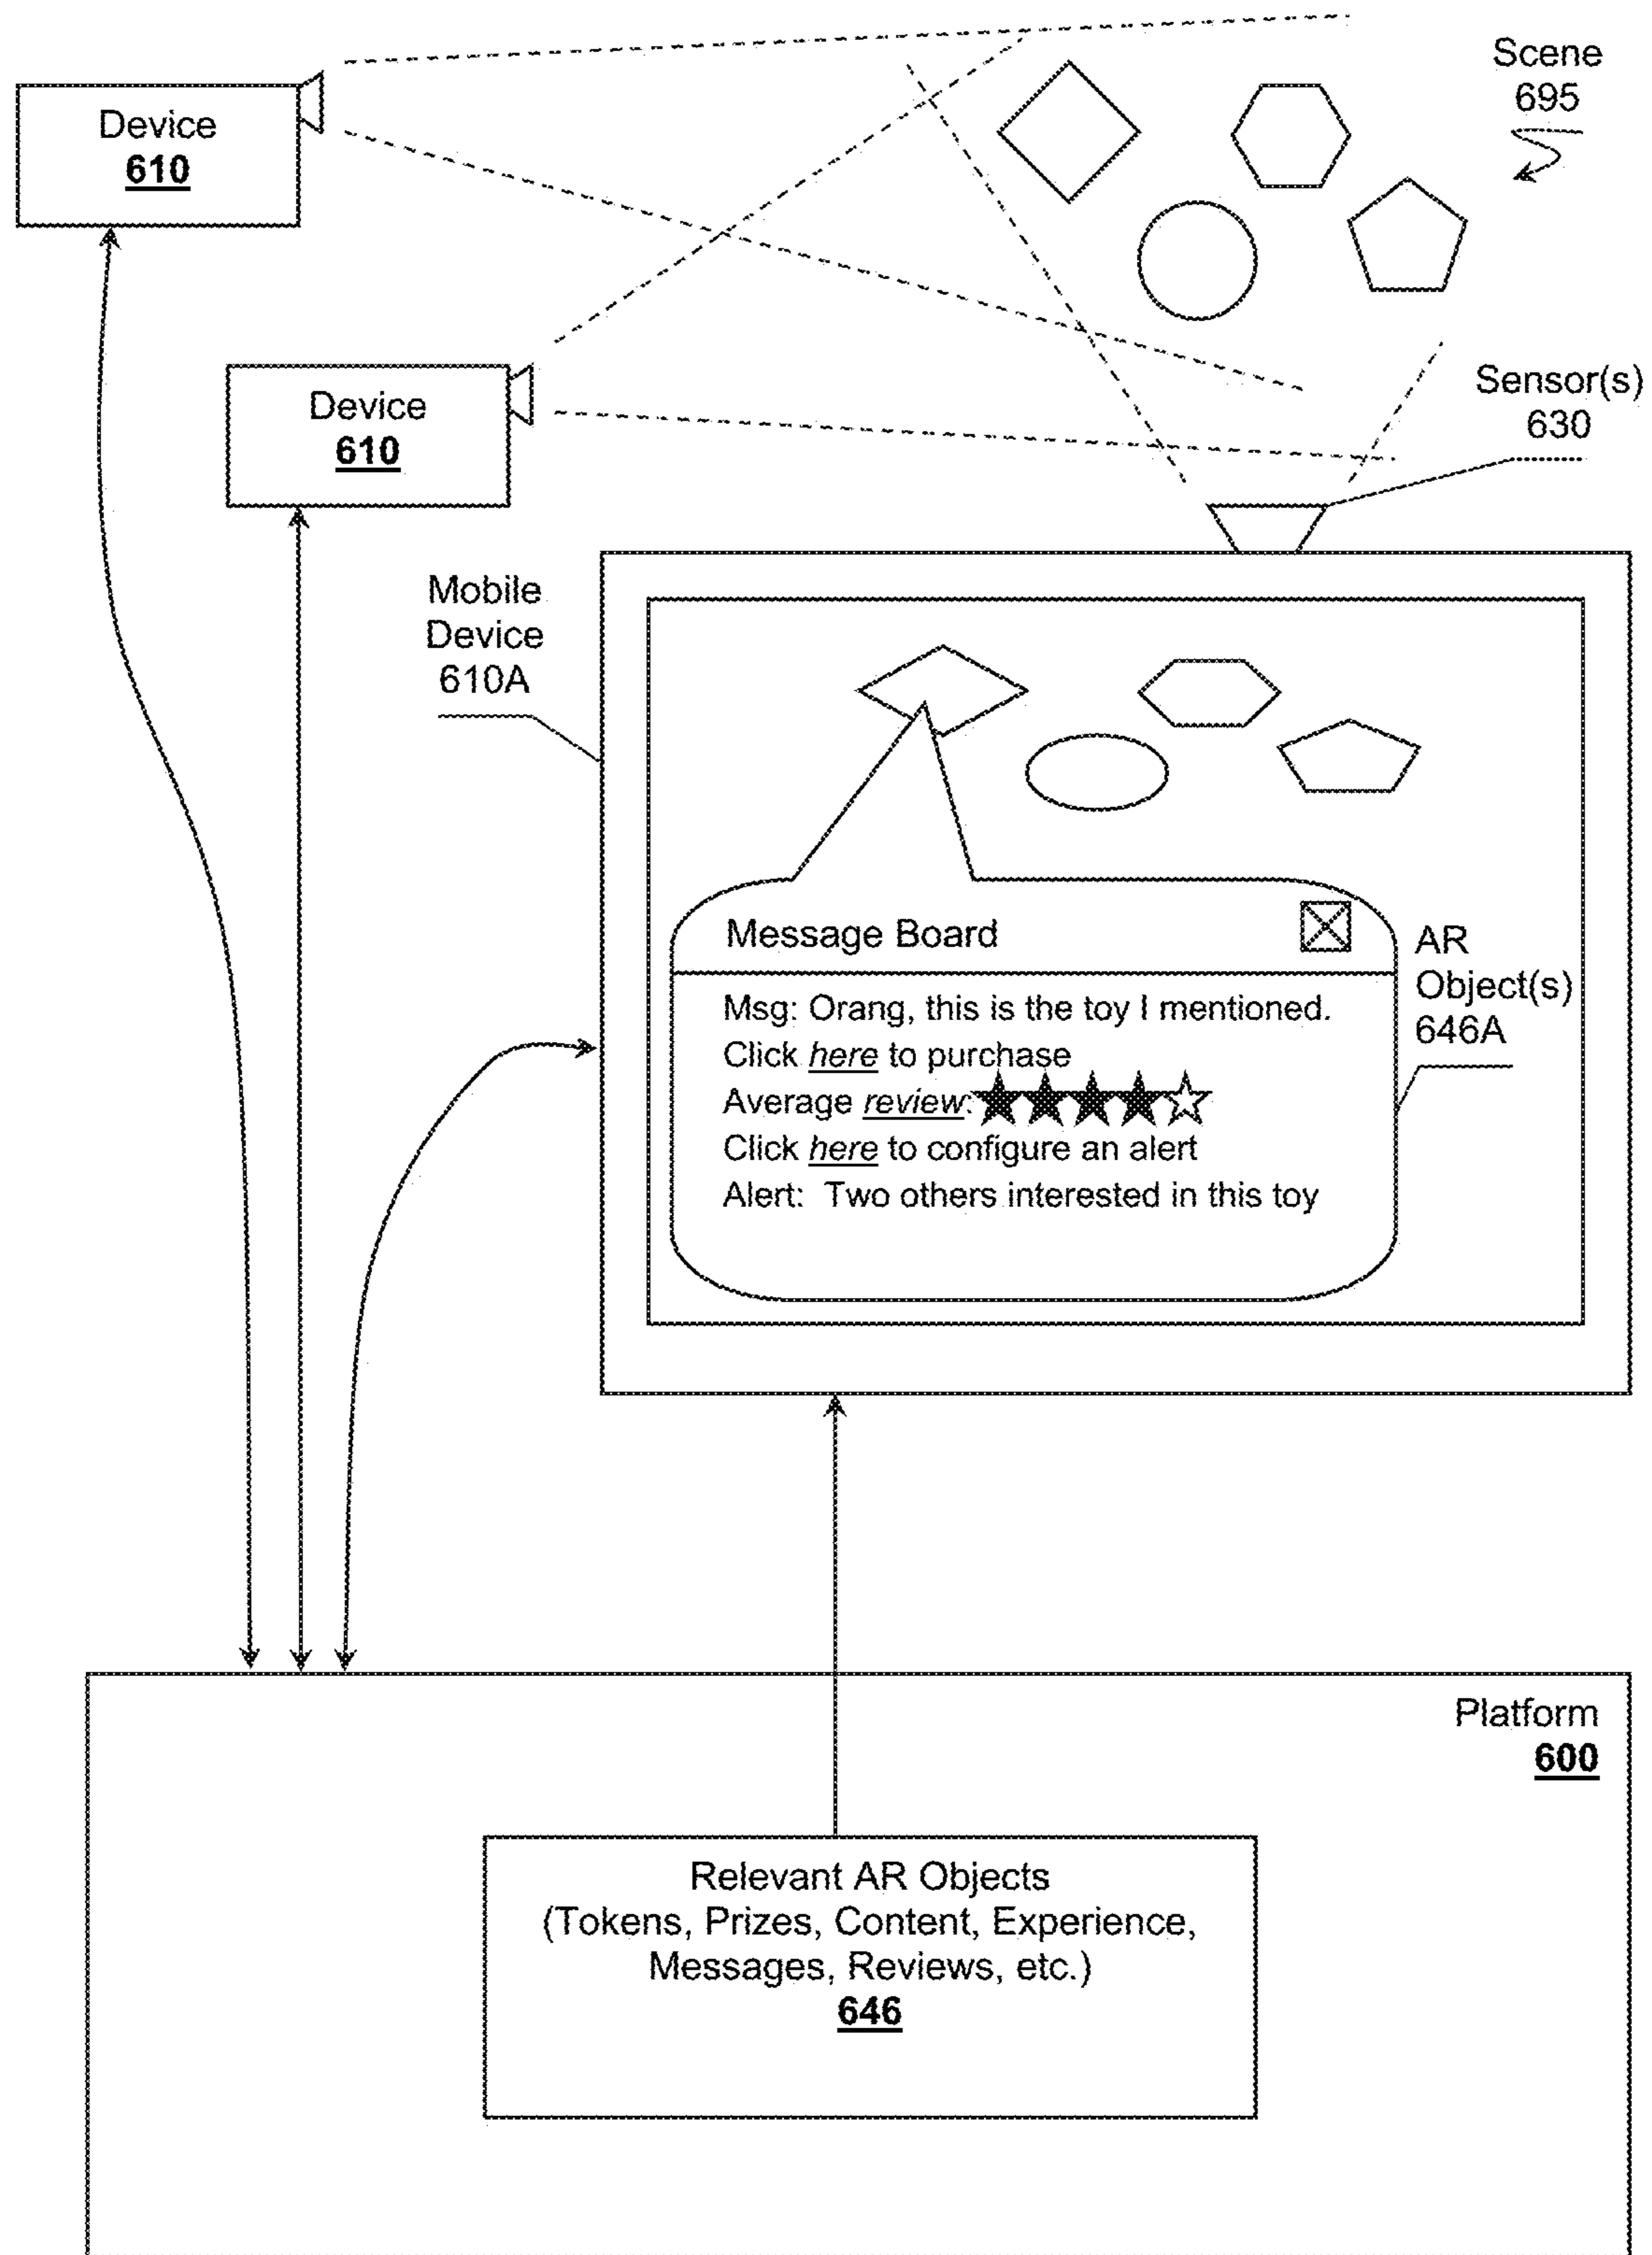 Device
610
Scene
695
Device
610
Sensor(s)
630
Mobile
Device
610A
Message Board
AR
Object(s)
646A
Msg: Orang, this is the toy I mentioned.
Click here to purchase
Average review:
Click here to configure an alert
Alert: Two others interested in this toy
Platform
600
Relevant AR Objects
(Tokens, Prizes, Content, Experience,
Messages, Reviews, etc.)
646